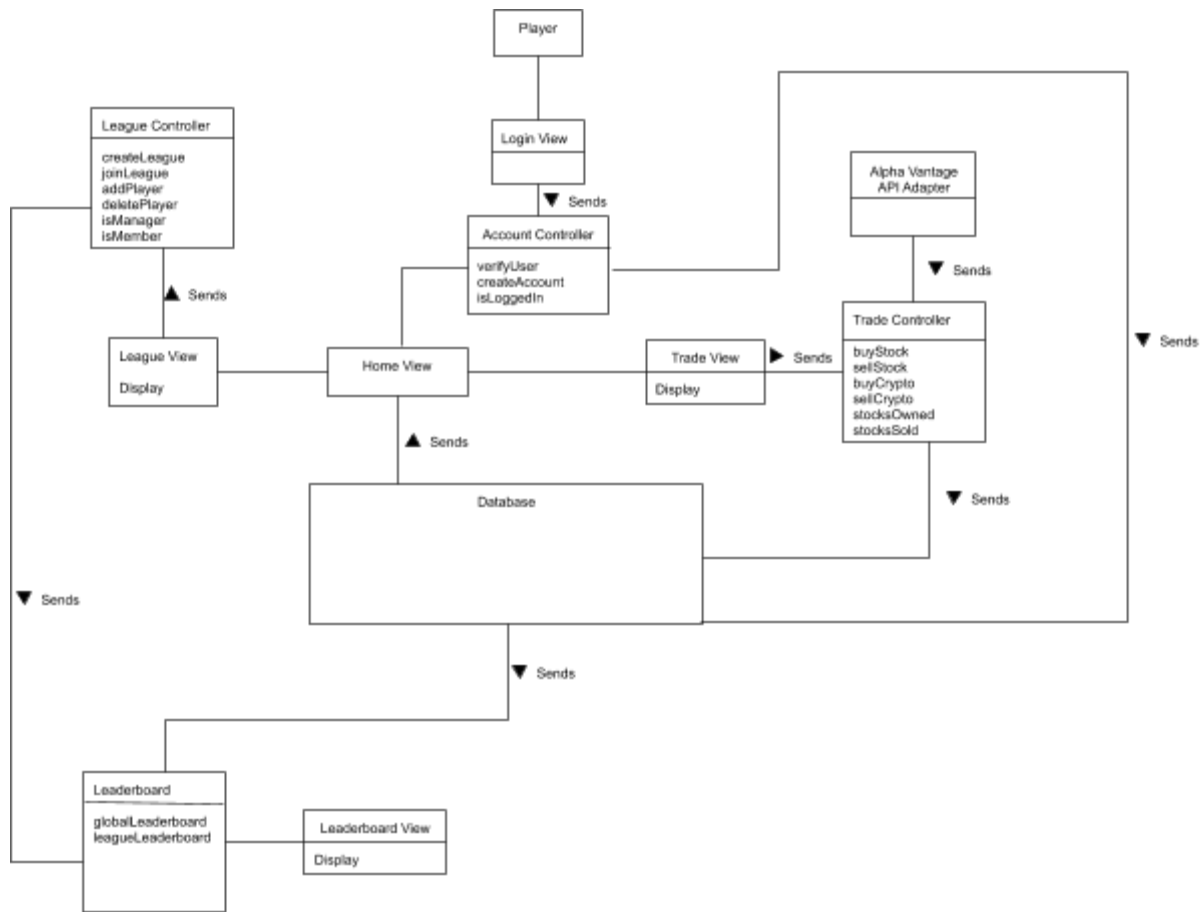 Player
League Controller
createLeague
joinLeague
addPlayer
deletePlayer
isManager
isMember
Login View
Sends
Alpha Vantage
API Adapter
Account Controller
verifyUser
createAccount
isLoggedIn
Sends
Sends
Trade Controller
buyStock
sellStock
buyCrypto
sellCrypto
stocksOwned
stocksSold
Sends
League View
Display
Home View
Trade View
Display
Sends
Sends
Sends
Database
Sends
Sends
Leaderboard
globalLeaderboard
leagueLeaderboard
Leaderboard View
Display